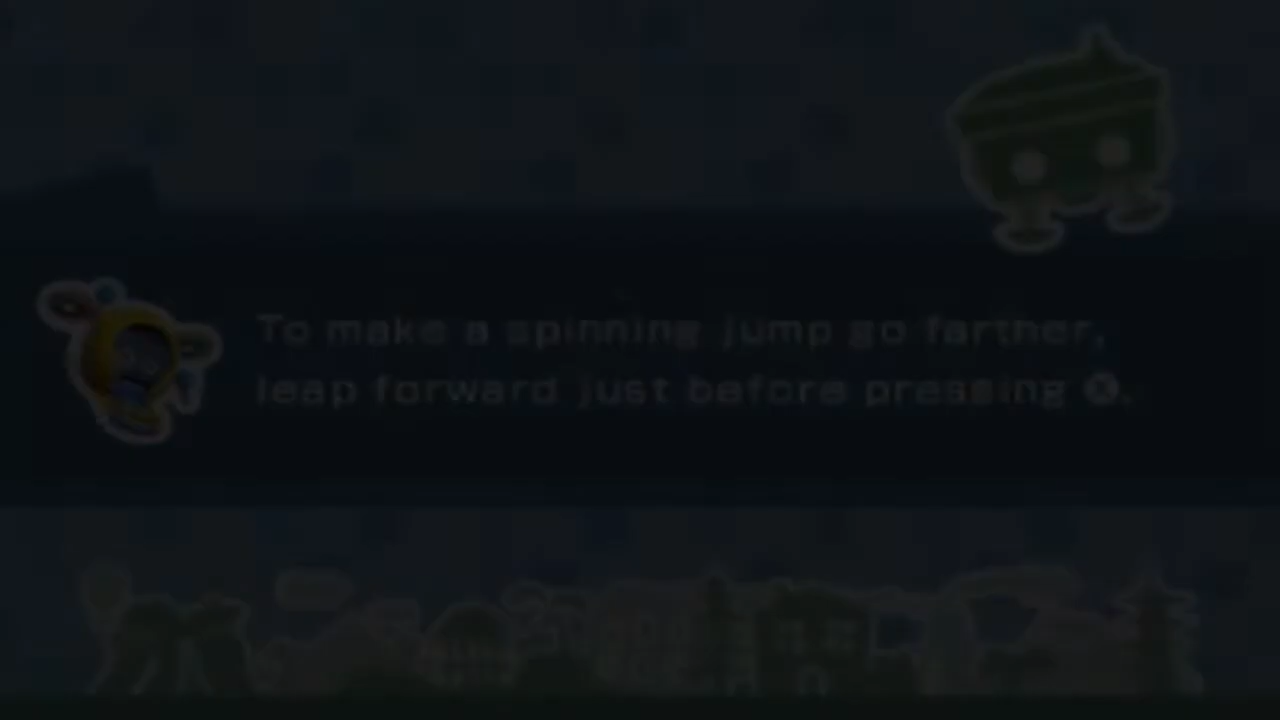 To make a spinning jump go farther,
leap forward just before pressing ⓧ.